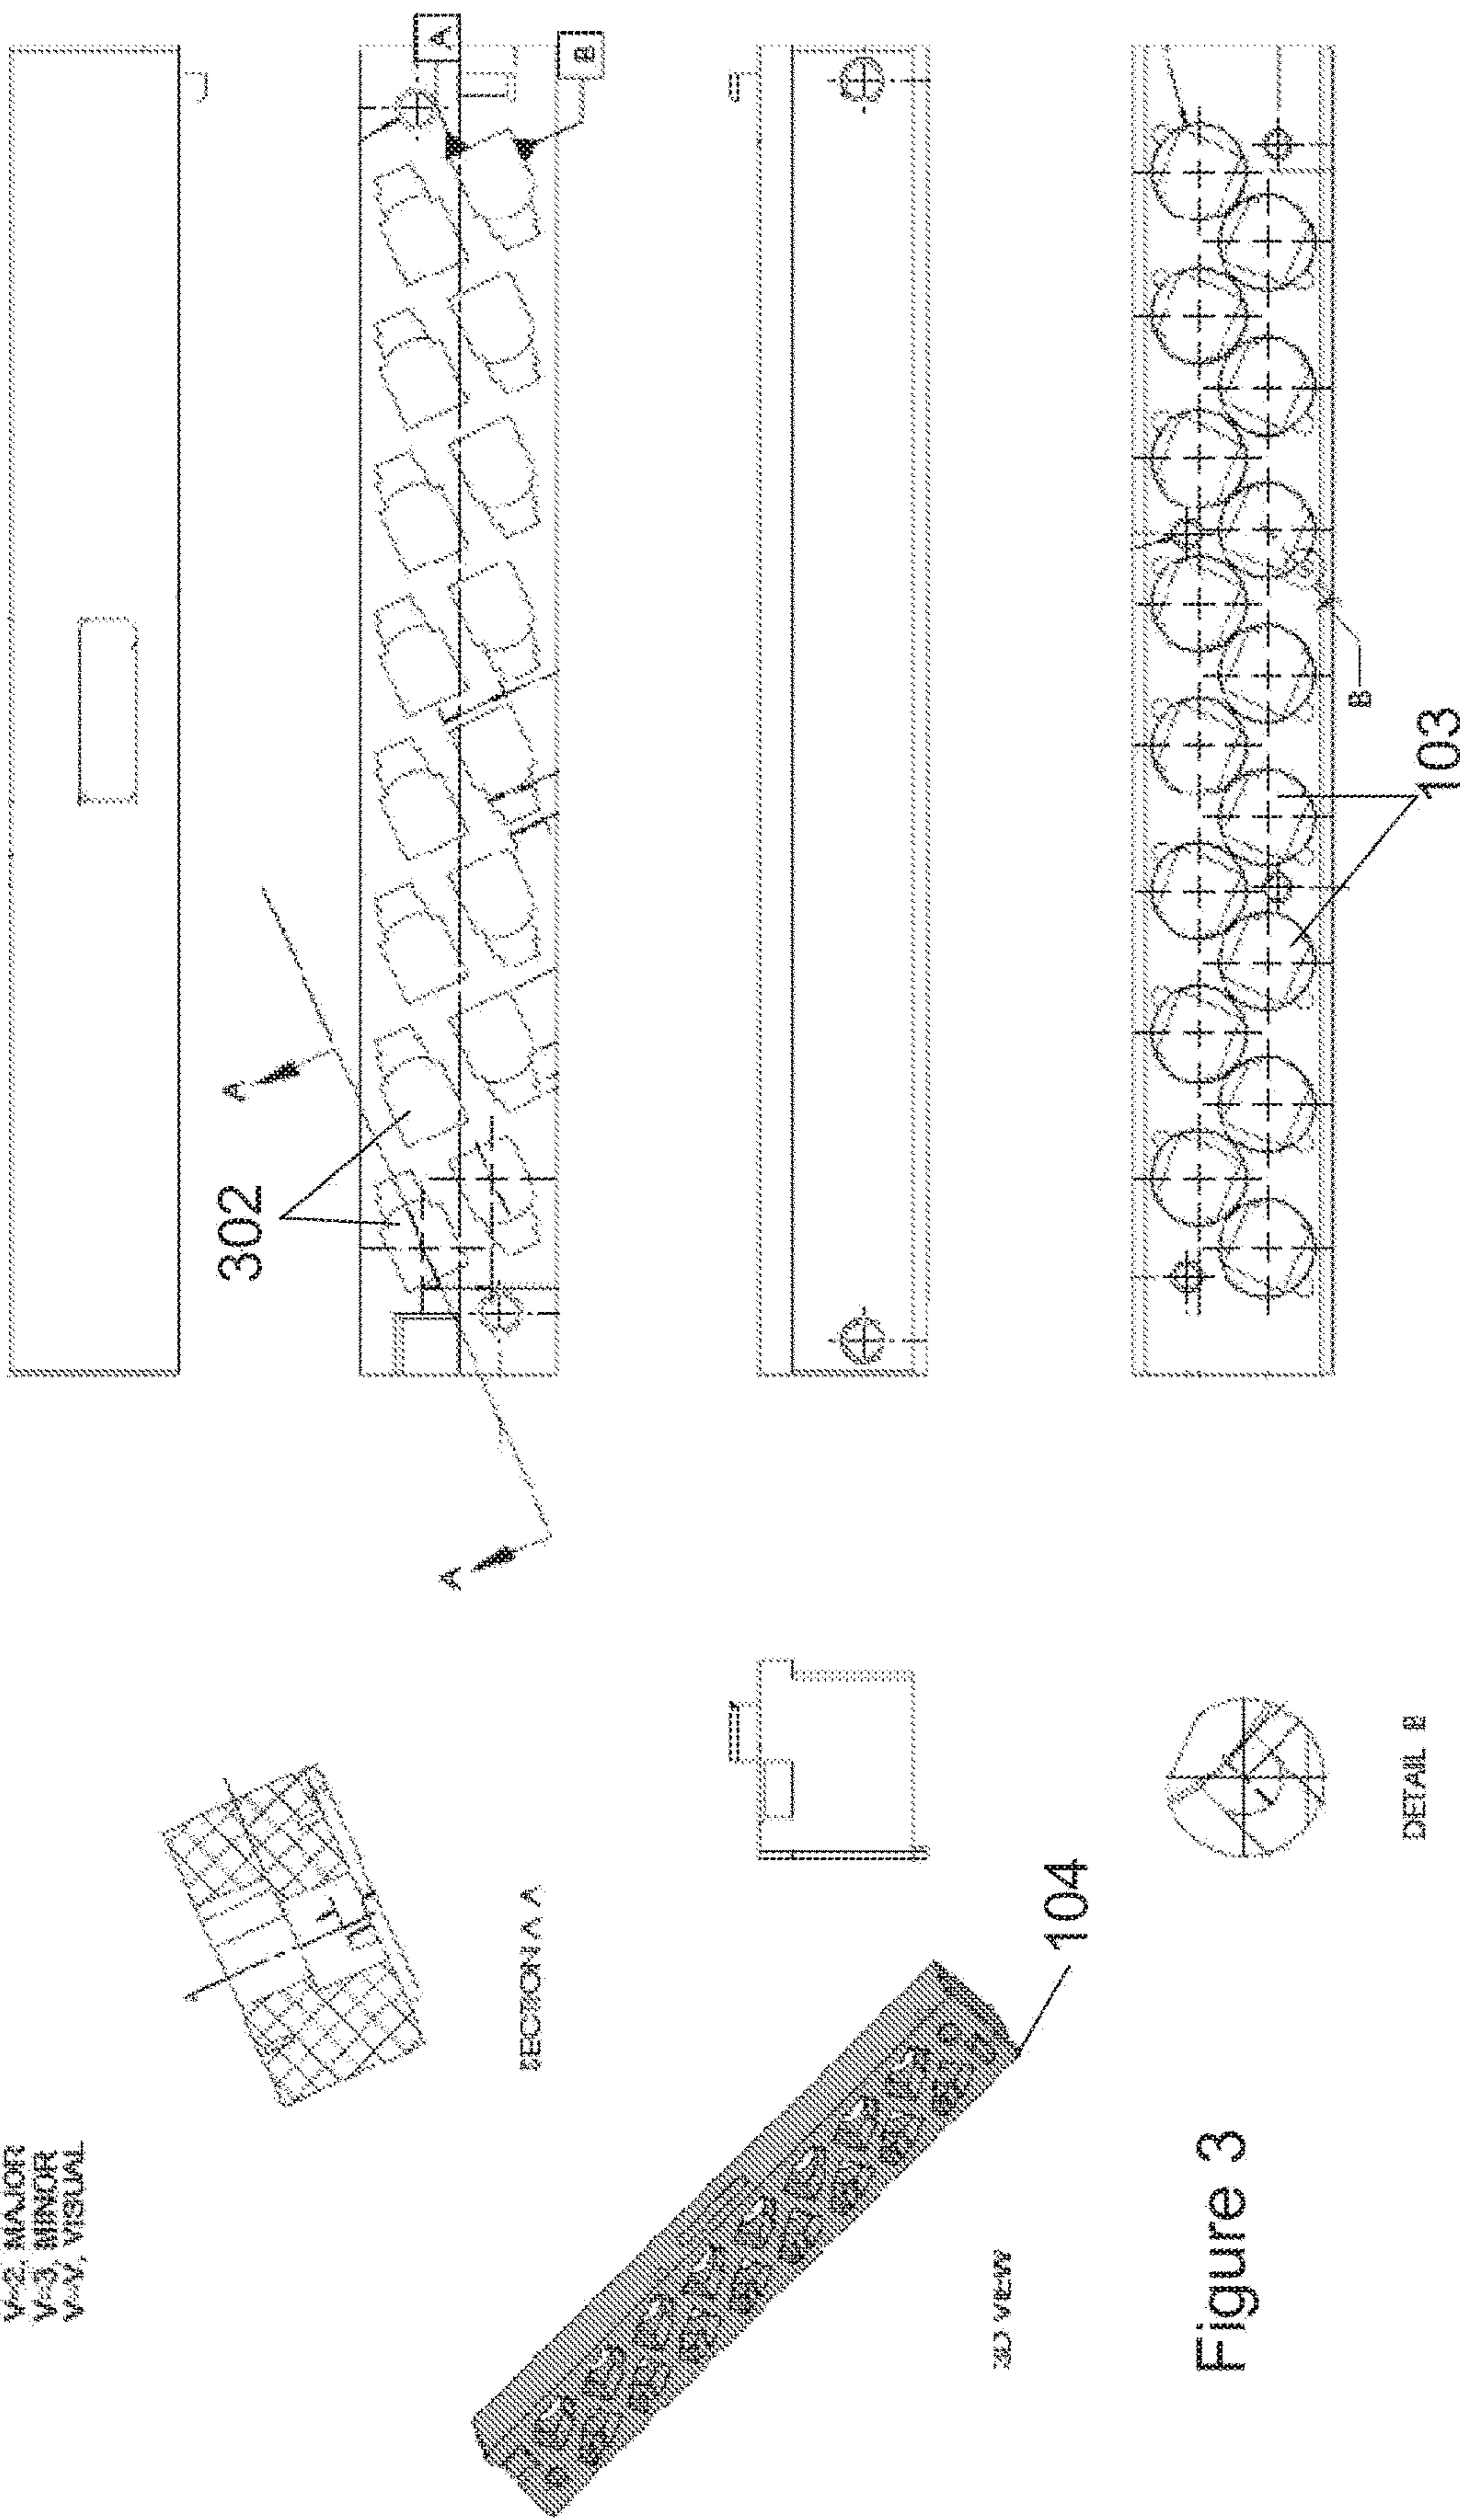 V=2, MAJOR
V=3, MINOR
V=V, VISUAL
302
A
A
A
B
SECTION A A
103
B
104
3D VIEW
DETAIL B
Figure 3